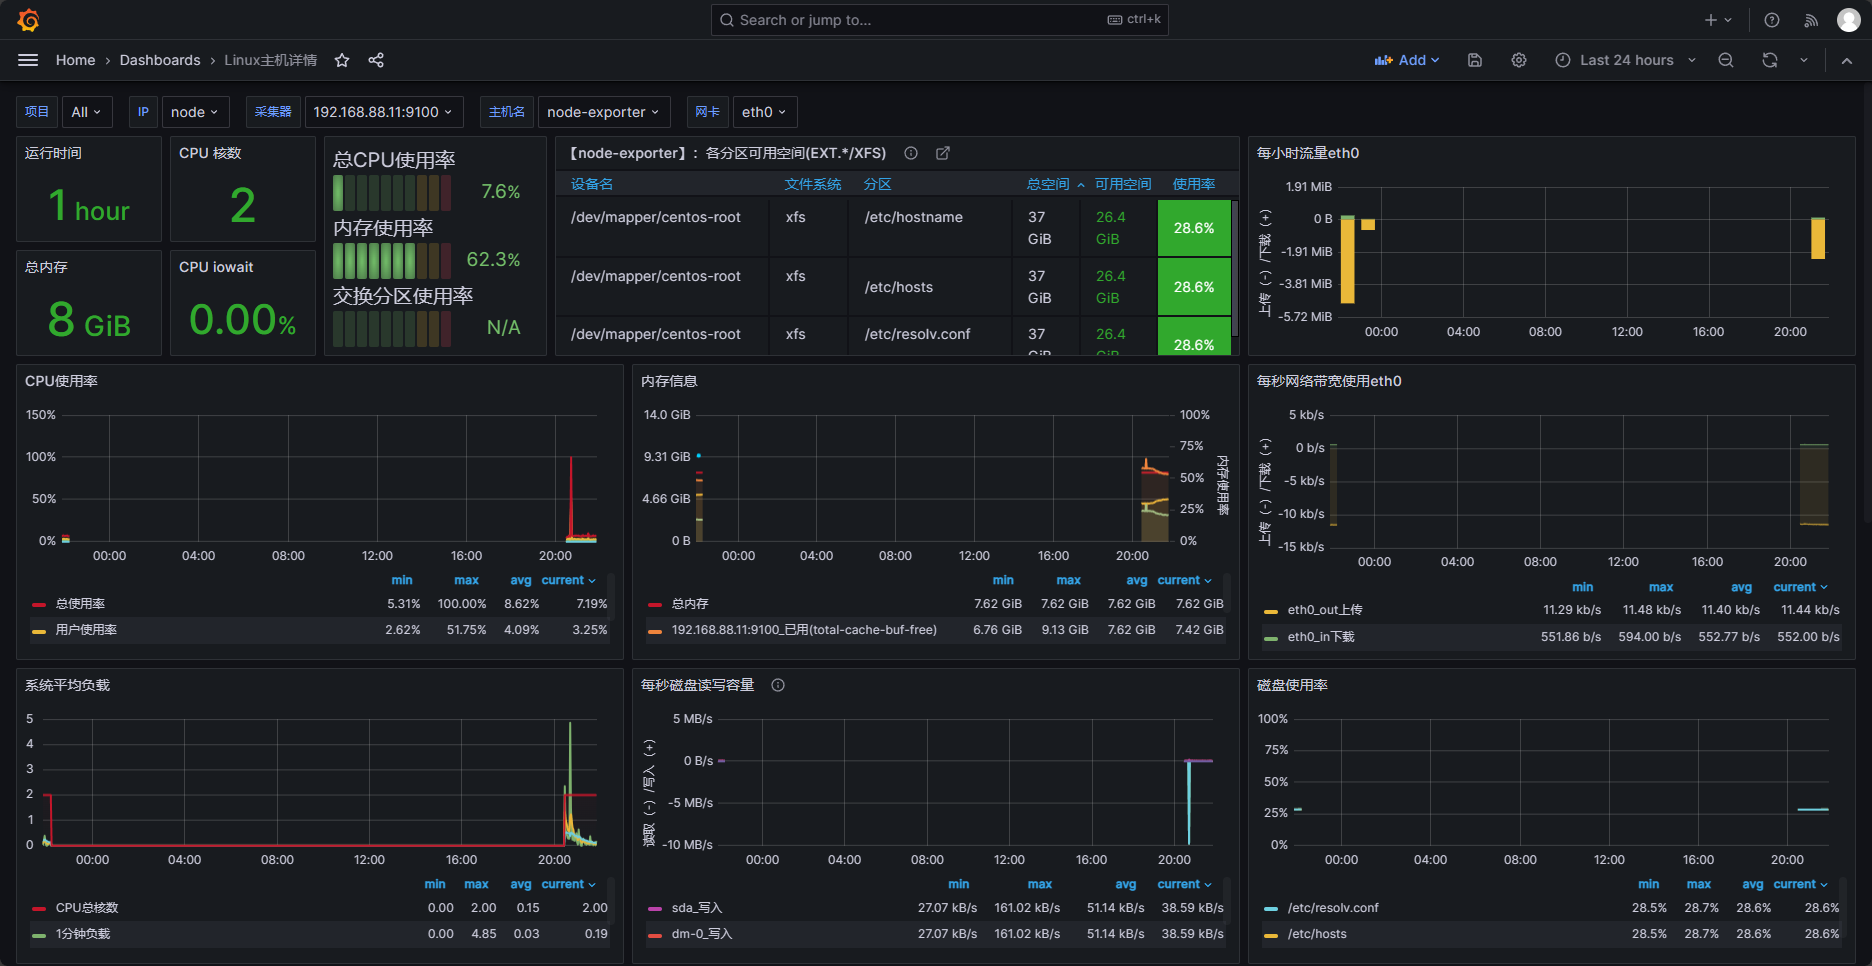 Search or jump to...
ctrl+k
Home › Dashboards › Linux主机详情
Add
Last 24 hours
项目 All IP node 采集器 192.168.88.11:9100 主机名 node-exporter 网卡 eth0
运行时间
1 hour
CPU 核数
2
总内存
8 GiB
CPU iowait
0.00%
总CPU使用率
7.6%
内存使用率
62.3%
交换分区使用率
N/A
【node-exporter】: 各分区可用空间(EXT.*/XFS)
设备名 文件系统 分区 总空间 可用空间 使用率
/dev/mapper/centos-root xfs /etc/hostname 37 GiB 26.4 GiB 28.6%
/dev/mapper/centos-root xfs /etc/hosts 37 GiB 26.4 GiB 28.6%
/dev/mapper/centos-root xfs /etc/resolv.conf 37 GiB 26.4 GiB 28.6%
每小时流量eth0
上传 (-) /下载 (+)
1.91 MiB
0 B
-1.91 MiB
-3.81 MiB
-5.72 MiB
00:00 04:00 08:00 12:00 16:00 20:00
CPU使用率
150%
100%
50%
0%
00:00 04:00 08:00 12:00 16:00 20:00
min max avg current
总使用率 5.31% 100.00% 8.62% 7.19%
用户使用率 2.62% 51.75% 4.09% 3.25%
内存信息
14.0 GiB
9.31 GiB
4.66 GiB
0 B
100%
75%
50%
25%
0%
内存使用率
00:00 04:00 08:00 12:00 16:00 20:00
min max avg current
总内存 7.62 GiB 7.62 GiB 7.62 GiB 7.62 GiB
192.168.88.11:9100_已用(total-cache-buf-free) 6.76 GiB 9.13 GiB 7.62 GiB 7.42 GiB
每秒网络带宽使用eth0
上传 (-) /下载 (+)
5 kb/s
0 b/s
-5 kb/s
-10 kb/s
-15 kb/s
00:00 04:00 08:00 12:00 16:00 20:00
min max avg current
eth0_out上传 11.29 kb/s 11.48 kb/s 11.40 kb/s 11.44 kb/s
eth0_in下载 551.86 b/s 594.00 b/s 552.77 b/s 552.00 b/s
系统平均负载
5
4
3
2
1
0
00:00 04:00 08:00 12:00 16:00 20:00
min max avg current
CPU总核数 0.00 2.00 0.15 2.00
1分钟负载 0.00 4.85 0.03 0.19
每秒磁盘读写容量
读取 (-) /写入 (+)
5 MB/s
0 B/s
-5 MB/s
-10 MB/s
00:00 04:00 08:00 12:00 16:00 20:00
min max avg current
sda_写入 27.07 kB/s 161.02 kB/s 51.14 kB/s 38.59 kB/s
dm-0_写入 27.07 kB/s 161.02 kB/s 51.14 kB/s 38.59 kB/s
磁盘使用率
100%
75%
50%
25%
0%
00:00 04:00 08:00 12:00 16:00 20:00
min max avg current
/etc/resolv.conf 28.5% 28.7% 28.6% 28.6%
/etc/hosts 28.5% 28.7% 28.6% 28.6%